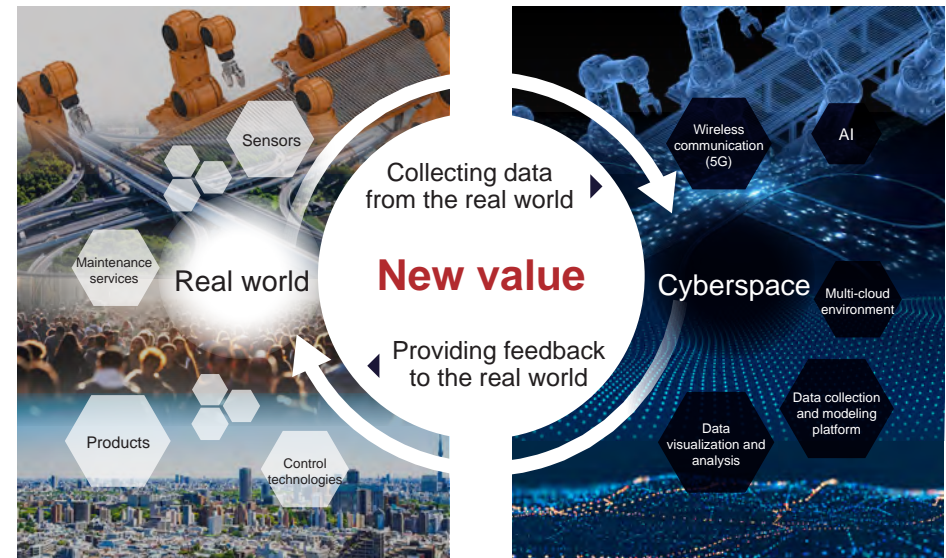 Sensors
Maintenance
services
Real world
Products
Control
technologies
Collecting data
from the real world
New value
Providing feedback
to the real world
Wireless
communication
(5G)
AI
Cyberspace
Multi-cloud
environment
Data collection
and modeling
platform
Data
visualization and
analysis